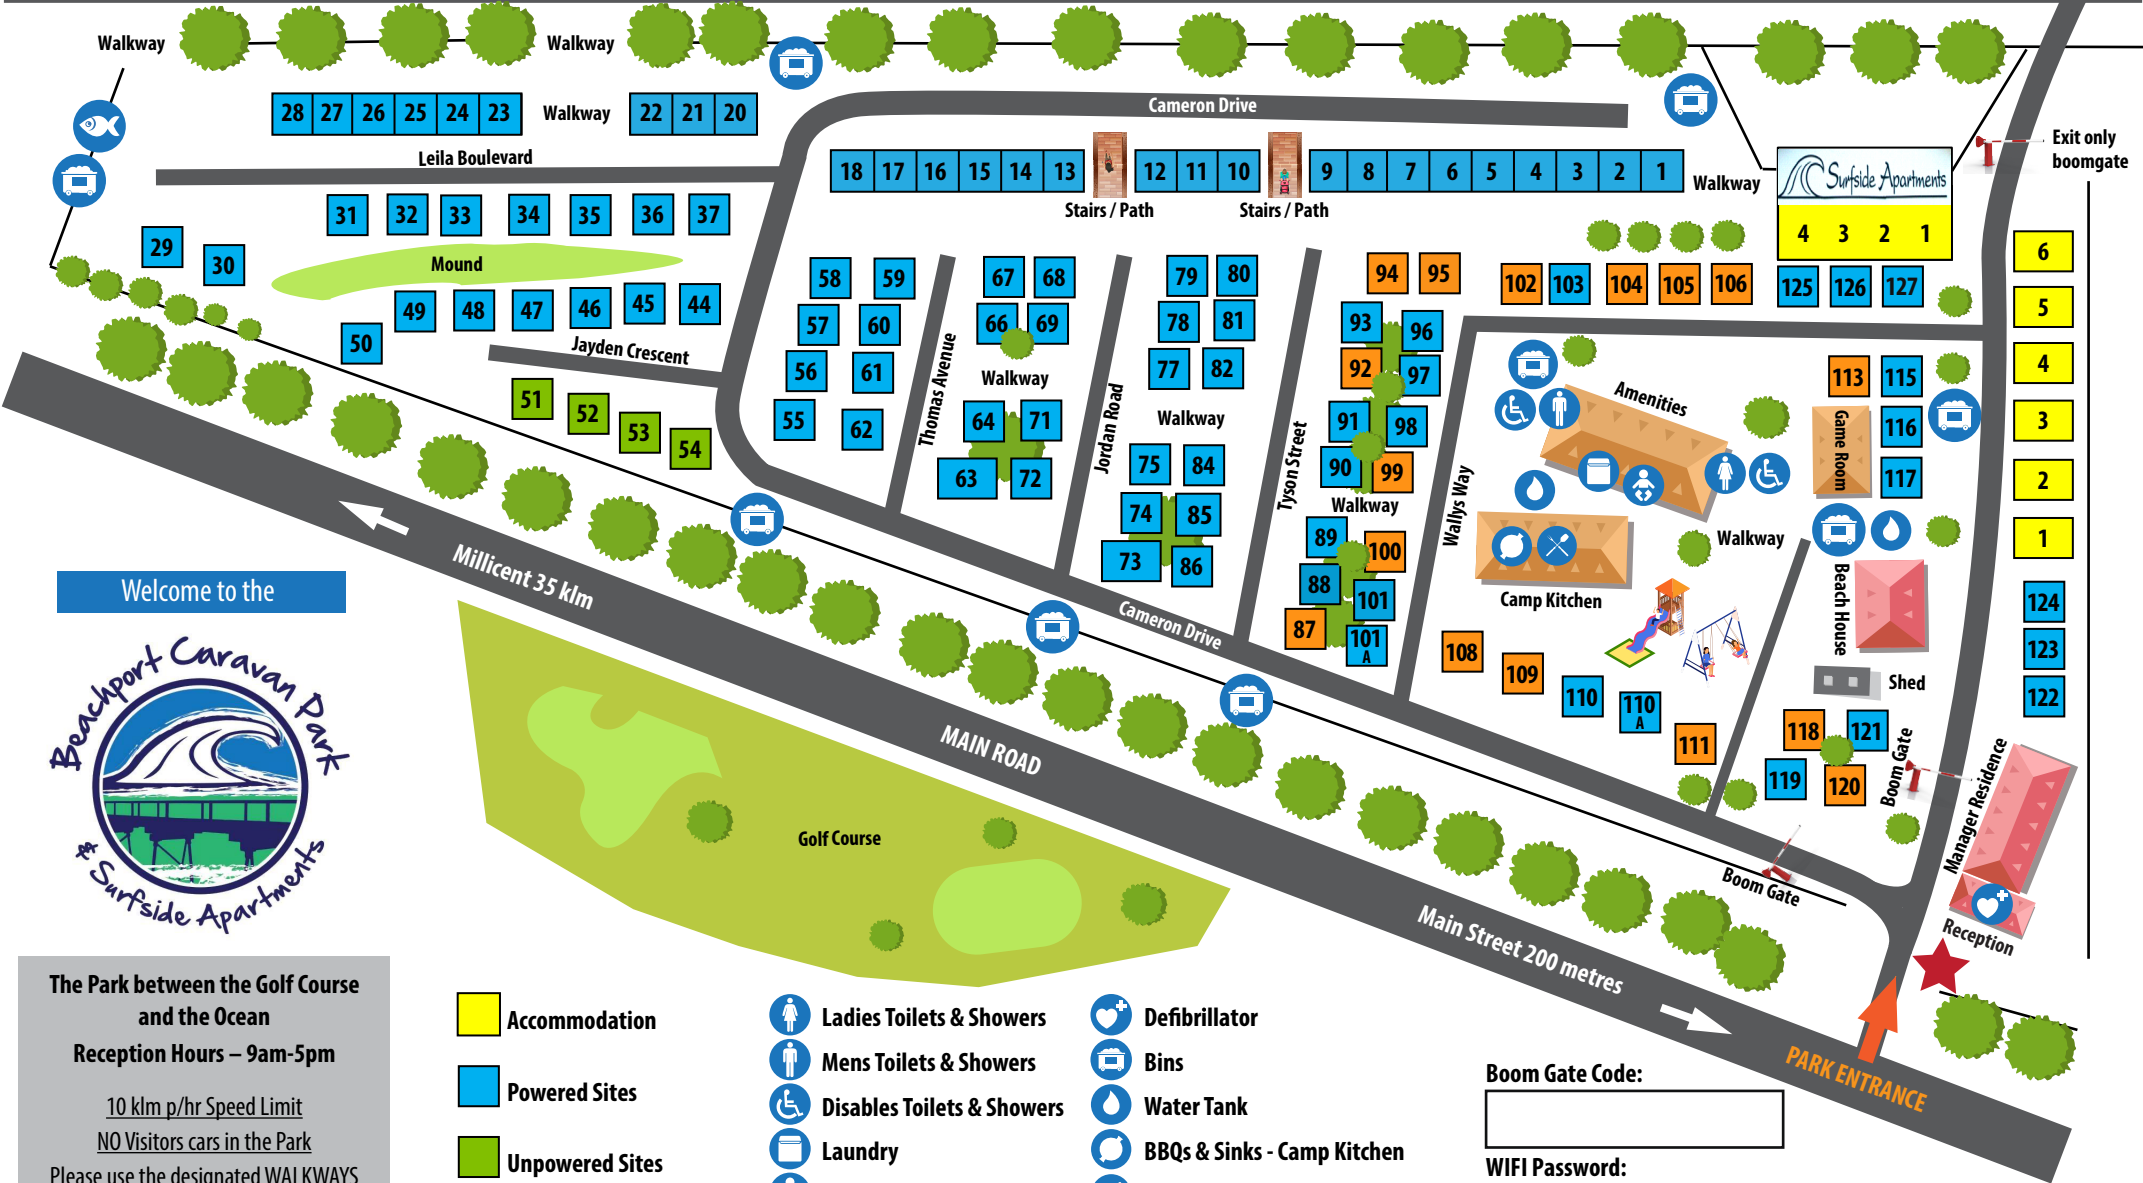 Walkway
Walkway
28 27 26 25 24 23
Walkway
22 21 20
Cameron Drive
Exit only
boomgate
Leila Boulevard
18 17 16 15 14 13
12 11 10
9 8 7 6 5 4 3 2 1
Walkway
Surfside Apartments
4 3 2 1
Stairs / Path
Stairs / Path
31 32 33 34 35 36 37
29
30
Mound
50 49 48 47 46 45 44
Jayden Crescent
51 52 53 54
58 59
57 60
56 61
55 62
Thomas Avenue
67 68
66 69
Walkway
64 71
63 72
Jordan Road
79 80
78 81
77 82
Walkway
75 84
74 85
73 86
Tyson Street
94 95
93 96
92 97
91 98
90 99
Walkway
89 100
88 101
87 101 A
Wallys Way
102 103 104 105 106
125 126 127
6
5
4
3
2
1
124
123
122
Amenities
113 115
Game Room
116
117
Walkway
Camp Kitchen
Beach House
Shed
108 109 110 110 A 111
118 121
119 120
Boom Gate
Manager Residence
Boom Gate
Reception
Cameron Drive
Millicent 35 klm
MAIN ROAD
Main Street 200 metres
PARK ENTRANCE
Golf Course
Welcome to the
Beachport Caravan Park
& Surfside Apartments
The Park between the Golf Course
and the Ocean
Reception Hours – 9am-5pm
10 klm p/hr Speed Limit
NO Visitors cars in the Park
Please use the designated WALKWAYS
Accommodation
Powered Sites
Unpowered Sites
Ladies Toilets & Showers
Mens Toilets & Showers
Disables Toilets & Showers
Laundry
Defibrillator
Bins
Water Tank
BBQs & Sinks - Camp Kitchen
Boom Gate Code:
WIFI Password: